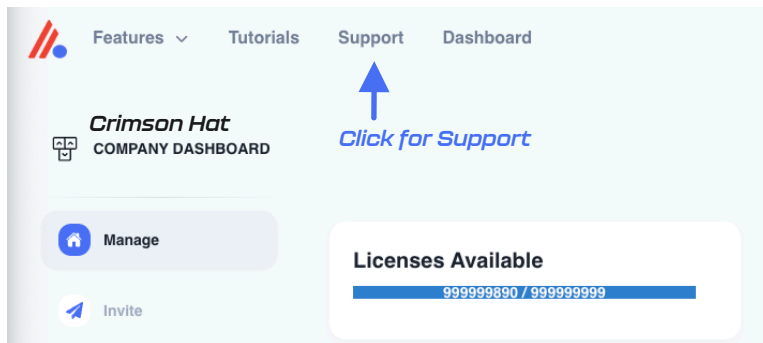 Features Tutorials Support Dashboard
Crimson Hat
COMPANY DASHBOARD
Click for Support
Manage
Invite
Licenses Available
999999890 / 999999999